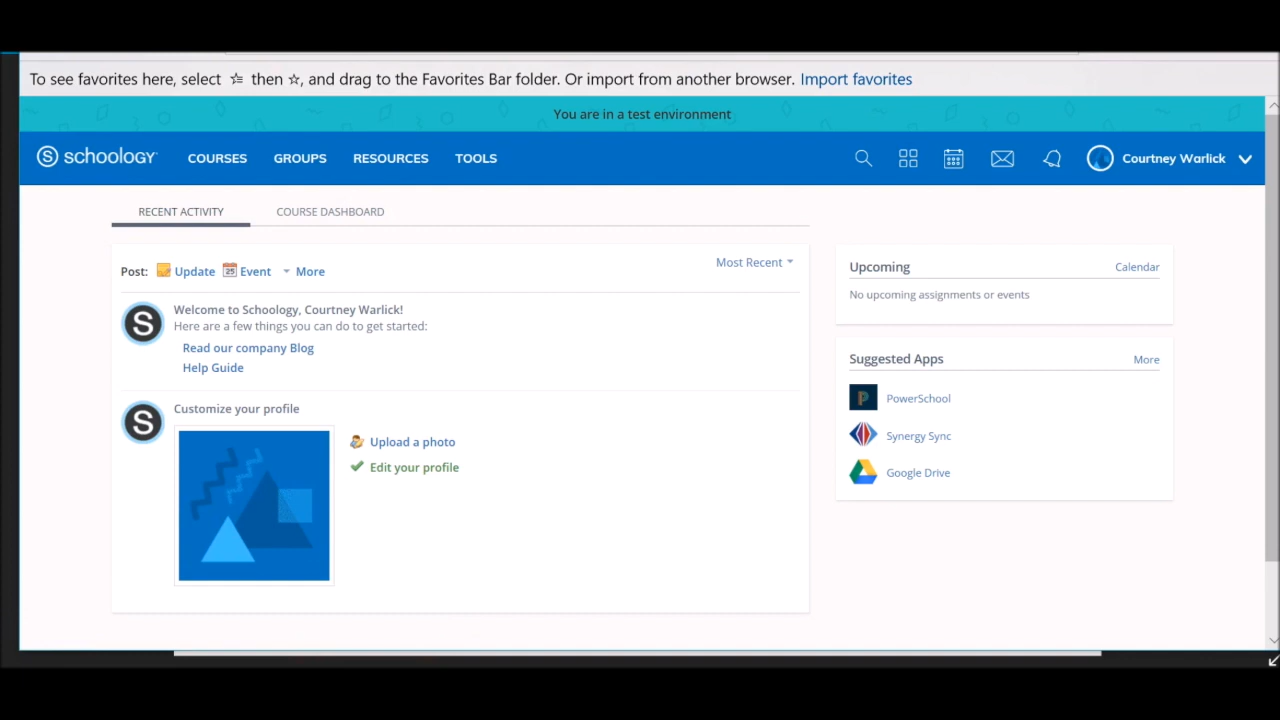 To see favorites here, select then ☆, and drag to the Favorites Bar folder. Or import from another browser. Import favorites
You are in a test environment
S schoology COURSES GROUPS RESOURCES TOOLS Courtney Warlick
RECENT ACTIVITY COURSE DASHBOARD
Post: Update 25 Event More
Most Recent
S
Welcome to Schoology, Courtney Warlick!
Here are a few things you can do to get started:
Read our company Blog
Help Guide
S
Customize your profile
Upload a photo
Edit your profile
Upcoming Calendar
No upcoming assignments or events
Suggested Apps More
P PowerSchool
Synergy Sync
Google Drive